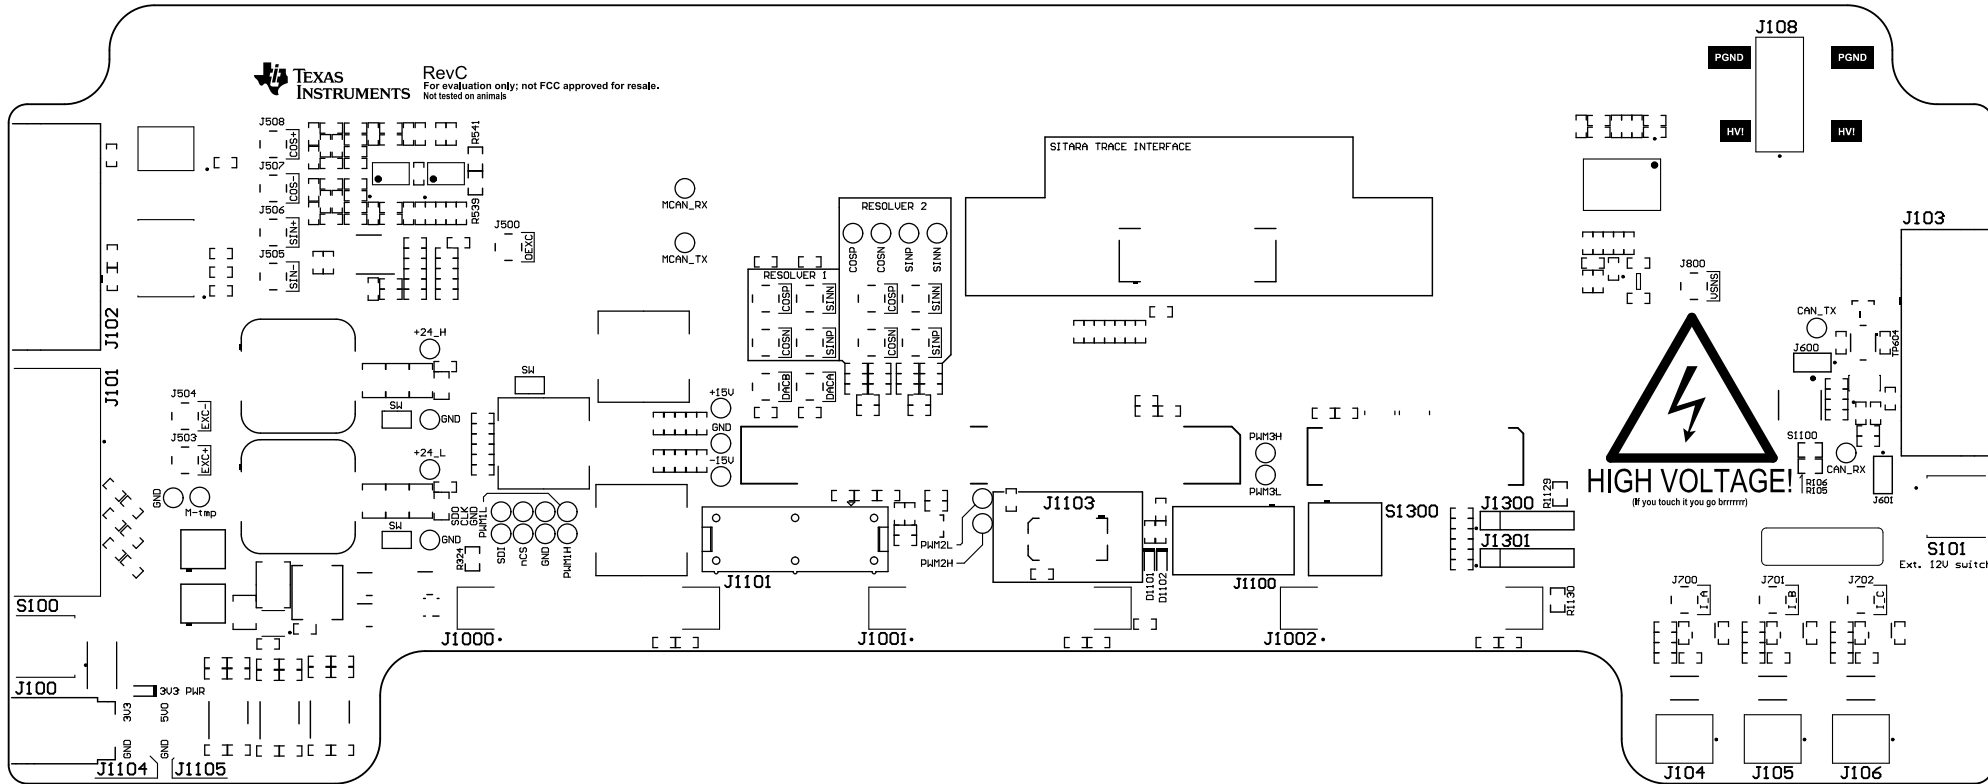 J108
PGND
PGND
HV!
HV!
TEXAS
INSTRUMENTS
RevC
For evaluation only; not FCC approved for resale.
Not tested on animals
J508
COS+
J507
COS-
J506
SIN+
J505
SIN-
R541
R539
J500
OEXC
MCAN_RX
MCAN_TX
SITARA TRACE INTERFACE
RESOLVER 2
COSP
COSN
SINP
SINN
RESOLVER 1
COSP
SINN
COSN
SINP
COSP
SINN
COSN
SINP
DACB
DACA
J103
J800
VSNS
CAN_TX
J600
TP604
J102
J101
+24_H
SW
GND
J504
EXC-
J503
EXC+
+24_L
GND
M-tmp
SW
GND
SW
+15V
GND
-15V
PWM1L
SDO
CLK
GND
SDI
nCS
GND
PWM1H
R324
PWM3H
PWM3L
PWM2L
PWM2H
J1103
J1101
D1101
D1102
J1100
S1300
J1300
J1301
R1129
R1130
HIGH VOLTAGE!
(If you touch it you go brrrrrrr)
S1100
R106
R105
CAN_RX
J601
S101
Ext. 12V switch
S100
J100
3V3 PWR
3V3
5V0
GND
GND
J1104
J1105
J1000
J1001
J1002
J700
I_A
J701
I_B
J702
I_C
J104
J105
J106